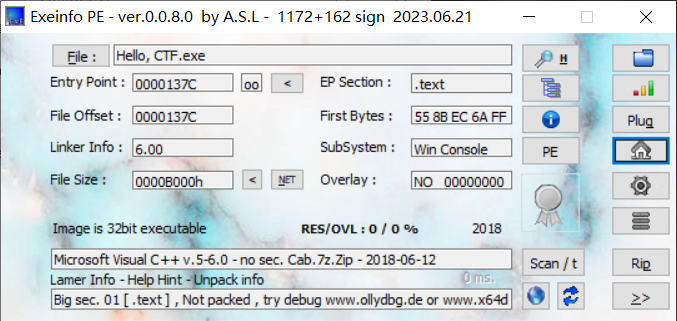 Exeinfo PE - ver.0.0.8.0 by A.S.L - 1172+162 sign 2023.06.21
File : Hello, CTF.exe H
Entry Point : 0000137C oo < EP Section : .text
File Offset : 0000137C First Bytes : 55 8B EC 6A FF Plug
Linker Info : 6.00 SubSystem : Win Console PE
File Size : 0000B000h < NET Overlay : NO 00000000
Image is 32bit executable RES/OVL : 0 / 0 % 2018
Microsoft Visual C++ v.5-6.0 - no sec. Cab.7z.Zip - 2018-06-12 Scan / t Rip
Lamer Info - Help Hint - Unpack info 0 ms.
Big sec. 01 [ .text ] , Not packed , try debug www.ollydbg.de or www.x64d >>